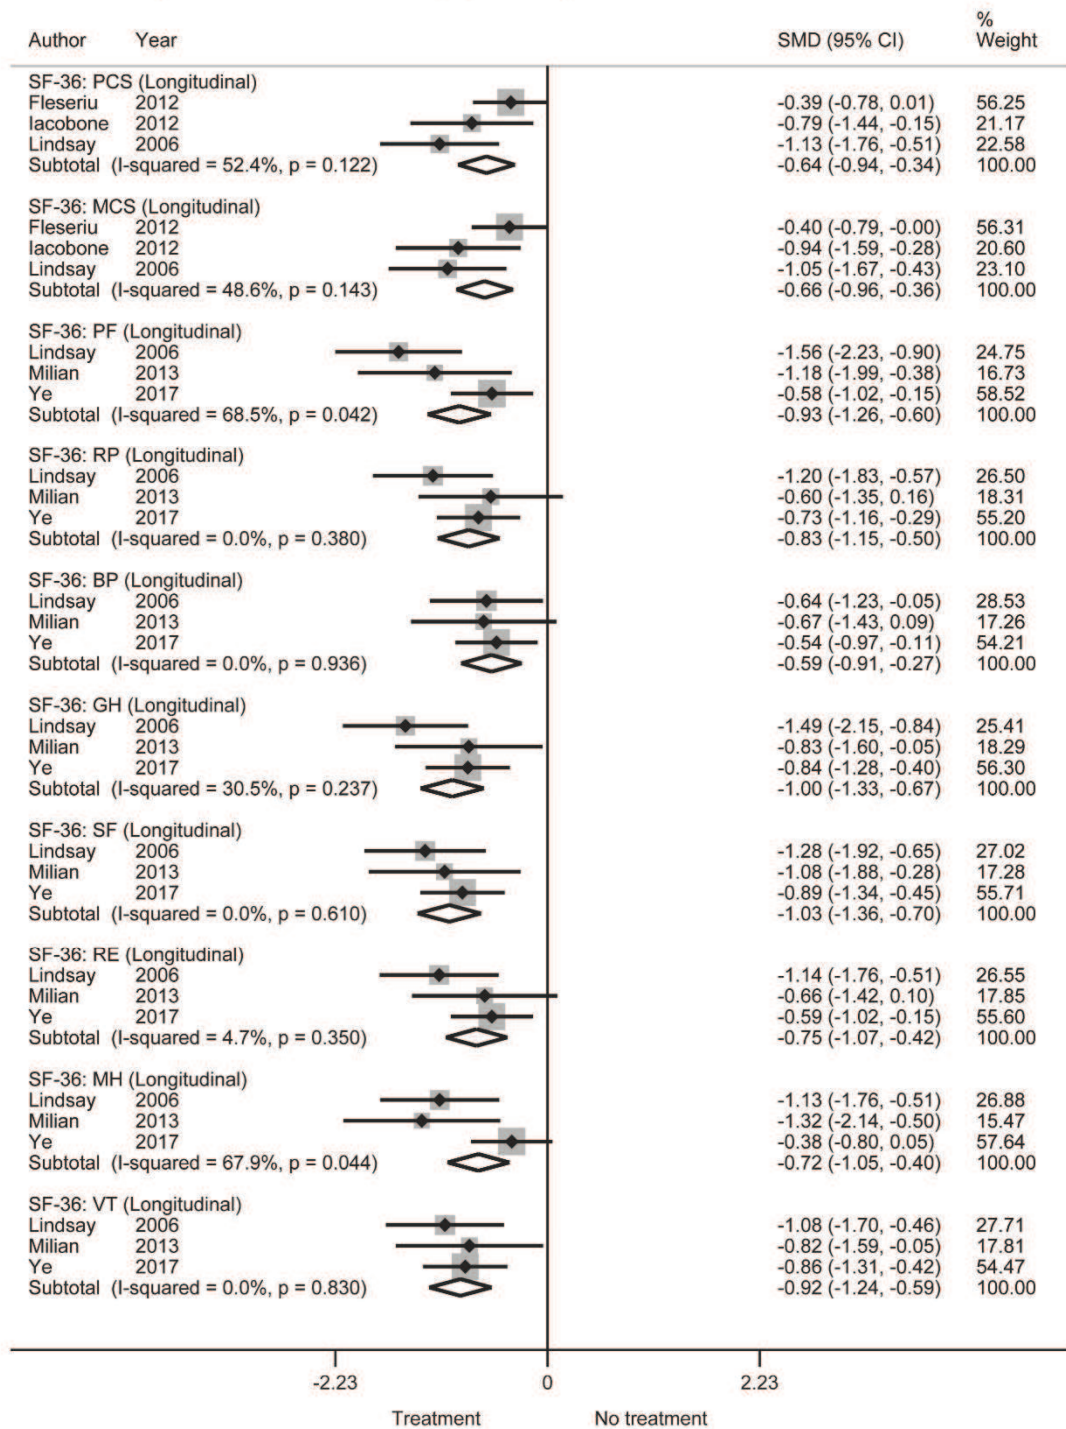 %
Author Year SMD (95% CI) Weight
SF-36: PCS (Longitudinal)
Fleseriu 2012 -0.39 (-0.78, 0.01) 56.25
Iacobone 2012 -0.79 (-1.44, -0.15) 21.17
Lindsay 2006 -1.13 (-1.76, -0.51) 22.58
Subtotal (I-squared = 52.4%, p = 0.122) -0.64 (-0.94, -0.34) 100.00
SF-36: MCS (Longitudinal)
Fleseriu 2012 -0.40 (-0.79, -0.00) 56.31
Iacobone 2012 -0.94 (-1.59, -0.28) 20.60
Lindsay 2006 -1.05 (-1.67, -0.43) 23.10
Subtotal (I-squared = 48.6%, p = 0.143) -0.66 (-0.96, -0.36) 100.00
SF-36: PF (Longitudinal)
Lindsay 2006 -1.56 (-2.23, -0.90) 24.75
Milian 2013 -1.18 (-1.99, -0.38) 16.73
Ye 2017 -0.58 (-1.02, -0.15) 58.52
Subtotal (I-squared = 68.5%, p = 0.042) -0.93 (-1.26, -0.60) 100.00
SF-36: RP (Longitudinal)
Lindsay 2006 -1.20 (-1.83, -0.57) 26.50
Milian 2013 -0.60 (-1.35, 0.16) 18.31
Ye 2017 -0.73 (-1.16, -0.29) 55.20
Subtotal (I-squared = 0.0%, p = 0.380) -0.83 (-1.15, -0.50) 100.00
SF-36: BP (Longitudinal)
Lindsay 2006 -0.64 (-1.23, -0.05) 28.53
Milian 2013 -0.67 (-1.43, 0.09) 17.26
Ye 2017 -0.54 (-0.97, -0.11) 54.21
Subtotal (I-squared = 0.0%, p = 0.936) -0.59 (-0.91, -0.27) 100.00
SF-36: GH (Longitudinal)
Lindsay 2006 -1.49 (-2.15, -0.84) 25.41
Milian 2013 -0.83 (-1.60, -0.05) 18.29
Ye 2017 -0.84 (-1.28, -0.40) 56.30
Subtotal (I-squared = 30.5%, p = 0.237) -1.00 (-1.33, -0.67) 100.00
SF-36: SF (Longitudinal)
Lindsay 2006 -1.28 (-1.92, -0.65) 27.02
Milian 2013 -1.08 (-1.88, -0.28) 17.28
Ye 2017 -0.89 (-1.34, -0.45) 55.71
Subtotal (I-squared = 0.0%, p = 0.610) -1.03 (-1.36, -0.70) 100.00
SF-36: RE (Longitudinal)
Lindsay 2006 -1.14 (-1.76, -0.51) 26.55
Milian 2013 -0.66 (-1.42, 0.10) 17.85
Ye 2017 -0.59 (-1.02, -0.15) 55.60
Subtotal (I-squared = 4.7%, p = 0.350) -0.75 (-1.07, -0.42) 100.00
SF-36: MH (Longitudinal)
Lindsay 2006 -1.13 (-1.76, -0.51) 26.88
Milian 2013 -1.32 (-2.14, -0.50) 15.47
Ye 2017 -0.38 (-0.80, 0.05) 57.64
Subtotal (I-squared = 67.9%, p = 0.044) -0.72 (-1.05, -0.40) 100.00
SF-36: VT (Longitudinal)
Lindsay 2006 -1.08 (-1.70, -0.46) 27.71
Milian 2013 -0.82 (-1.59, -0.05) 17.81
Ye 2017 -0.86 (-1.31, -0.42) 54.47
Subtotal (I-squared = 0.0%, p = 0.830) -0.92 (-1.24, -0.59) 100.00
-2.23 0 2.23
Treatment No treatment